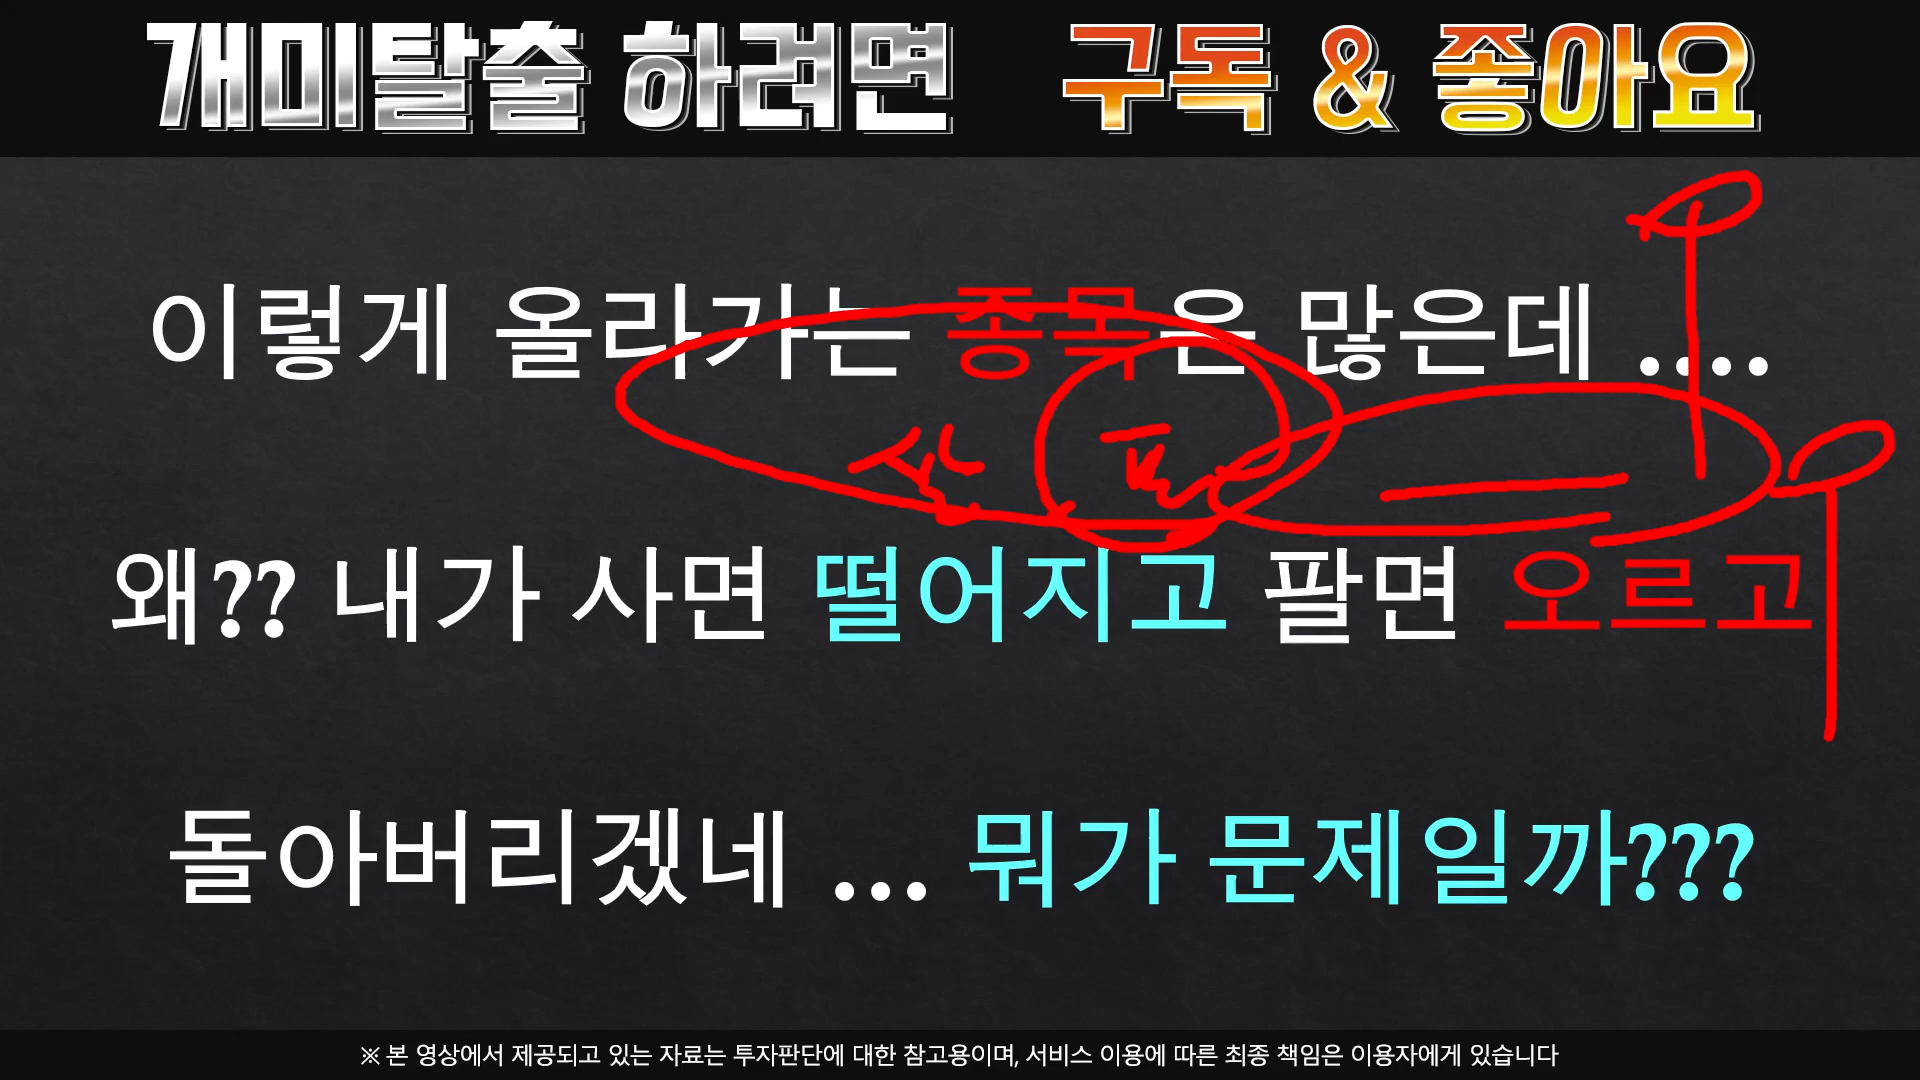 개미탈출 하려면 구독 & 좋아요
이렇게 올라가는 종목은 많은데 ....
왜?? 내가 사면 떨어지고 팔면 오르고
돌아버리겠네 ... 뭐가 문제일까???
※ 본 영상에서 제공되고 있는 자료는 투자판단에 대한 참고용이며, 서비스 이용에 따른 최종 책임은 이용자에게 있습니다